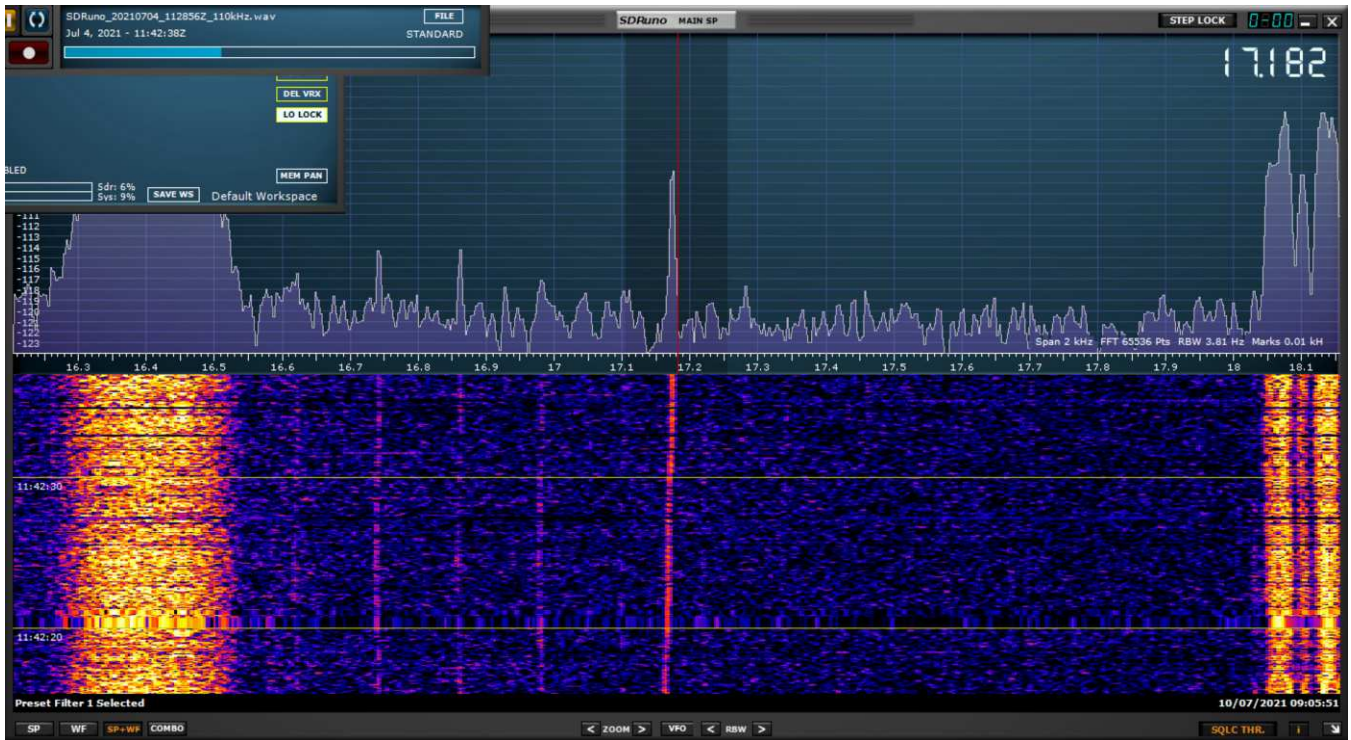 SDRuno_20210704_112856Z_110kHz.wav
FILE
Jul 4, 2021 - 11:42:38Z
STANDARD
SDRuno MAIN SP
STEP LOCK
0-00
17.182
DEL VRX
LO LOCK
BLED
MEM PAN
Sdr: 6%
Sys: 9%
SAVE WS
Default Workspace
-111
-112
-113
-114
-115
-116
-117
-118
-119
-120
-121
-122
-123
Span 2 kHz FFT 65536 Pts RBW 3.81 Hz Marks 0.01 kH
16.3 16.4 16.5 16.6 16.7 16.8 16.9 17 17.1 17.2 17.3 17.4 17.5 17.6 17.7 17.8 17.9 18 18.1
11:42:30
11:42:20
Preset Filter 1 Selected
10/07/2021 09:05:51
SP WF SP+WF COMBO < ZOOM > VFO < RBW > SQLC THR. i